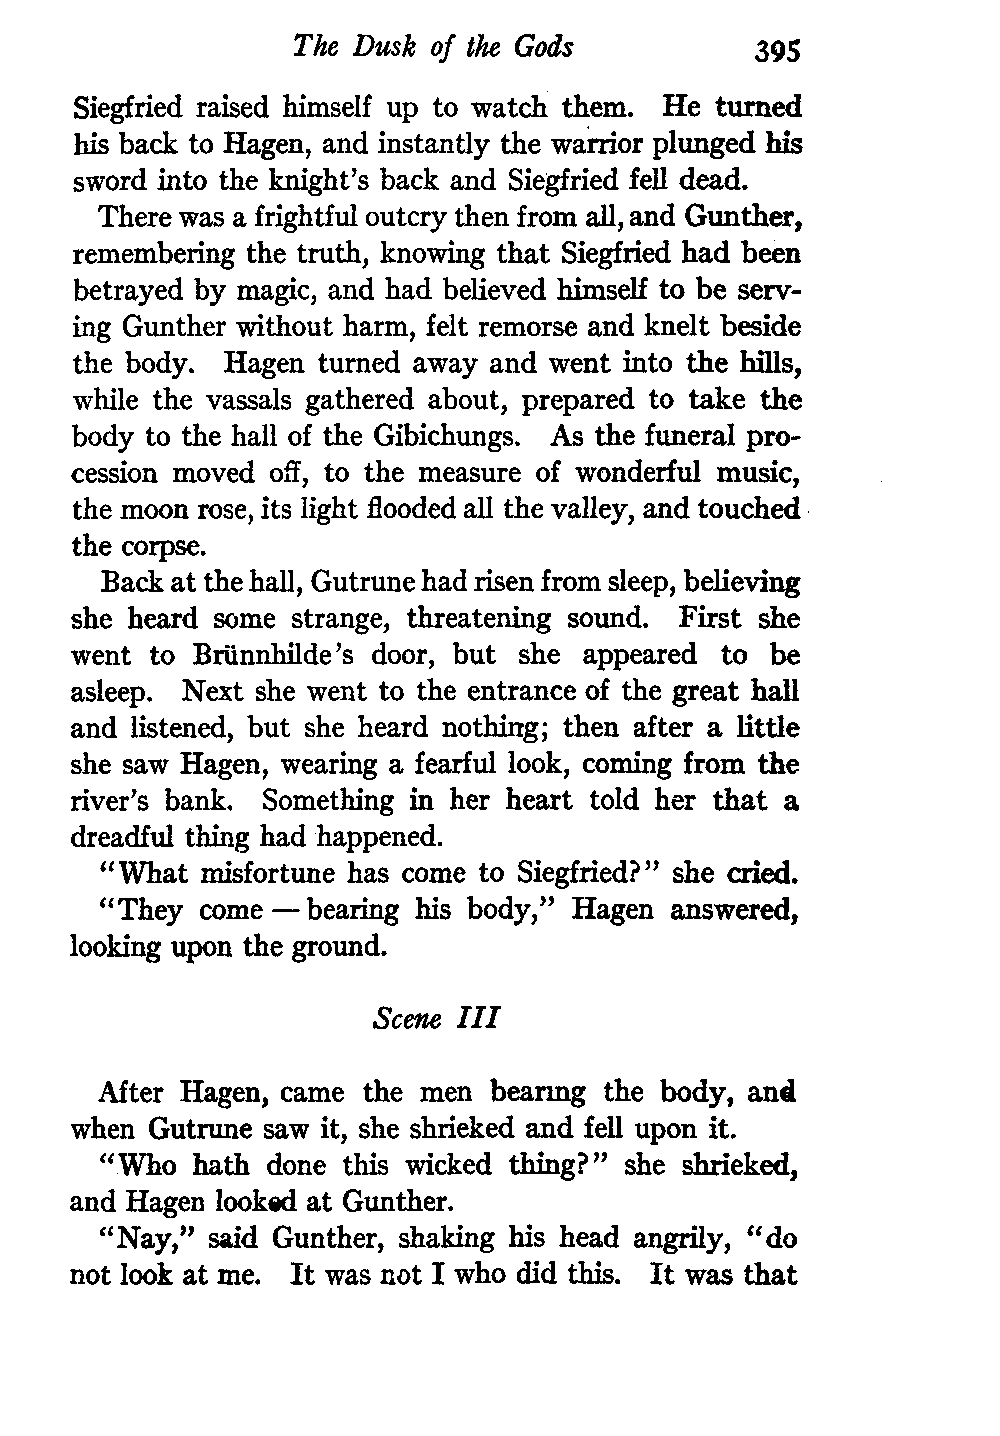 The Dusk of the Gods 395
Siegfried raised himself up to watch them. He turned
his back to Hagen, and instantly the warrior plunged his
sword into the knight's back and Siegfried fell dead.
There was a frightful outcry then from all, and Gunther,
remembering the truth, knowing that Siegfried had been
betrayed by magic, and had believed himself to be serv-
ing Gunther without harm, felt remorse and knelt beside
the body. Hagen turned away and went into the hills,
while the vassals gathered about, prepared to take the
body to the hall of the Gibichungs. As the funeral pro-
cession moved off, to the measure of wonderful music,
the moon rose, its light flooded all the valley, and touched
the corpse.
Back at the hall, Gutrune had risen from sleep, believing
she heard some strange, threatening sound. First she
went to Brünnhilde's door, but she appeared to be
asleep. Next she went to the entrance of the great hall
and listened, but she heard nothing; then after a little
she saw Hagen, wearing a fearful look, coming from the
river's bank. Something in her heart told her that a
dreadful thing had happened.
"What misfortune has come to Siegfried?" she cried.
"They come — bearing his body," Hagen answered,
looking upon the ground.
Scene III
After Hagen, came the men bearing the body, and
when Gutrune saw it, she shrieked and fell upon it.
"Who hath done this wicked thing?" she shrieked,
and Hagen looked at Gunther.
"Nay," said Gunther, shaking his head angrily, "do
not look at me. It was not I who did this. It was that